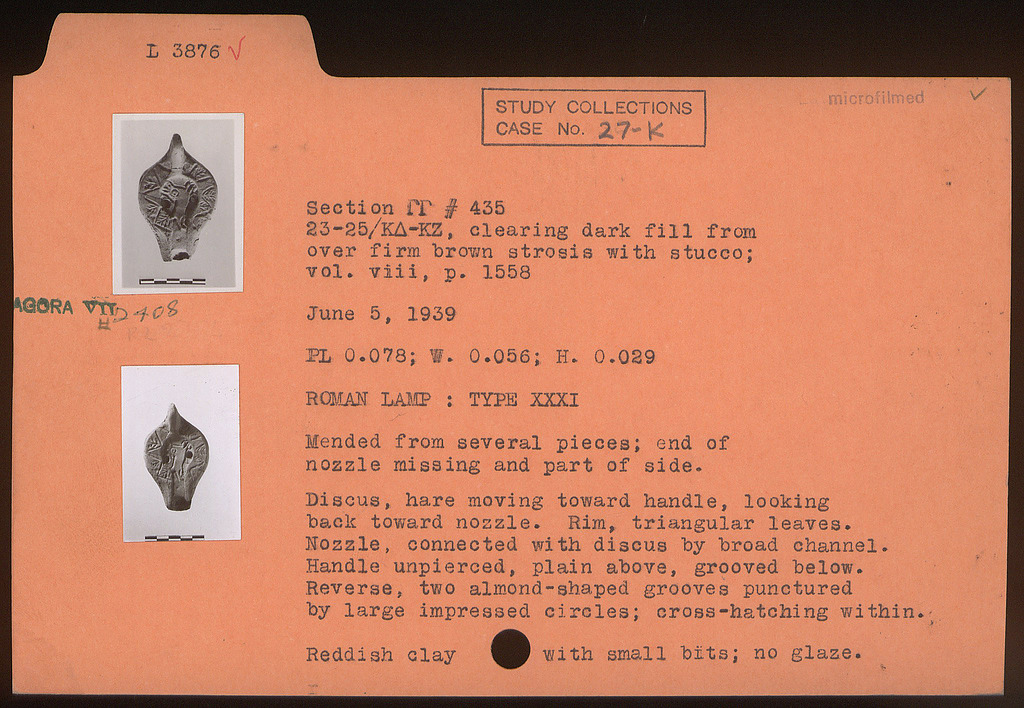 L 3876 √
microfilmed ✓
STUDY COLLECTIONS
CASE No. 27-K
Section ΠΓ # 435
23-25/ΚΔ-ΚΖ, clearing dark fill from
over firm brown strosis with stucco;
vol. viii, p. 1558
AGORA VII
June 5, 1939
PL 0.078; W. 0.056; H. 0.029
ROMAN LAMP : TYPE XXXI
Mended from several pieces; end of
nozzle missing and part of side.
Discus, hare moving toward handle, looking
back toward nozzle. Rim, triangular leaves.
Nozzle, connected with discus by broad channel.
Handle unpierced, plain above, grooved below.
Reverse, two almond-shaped grooves punctured
by large impressed circles; cross-hatching within.
Reddish clay with small bits; no glaze.